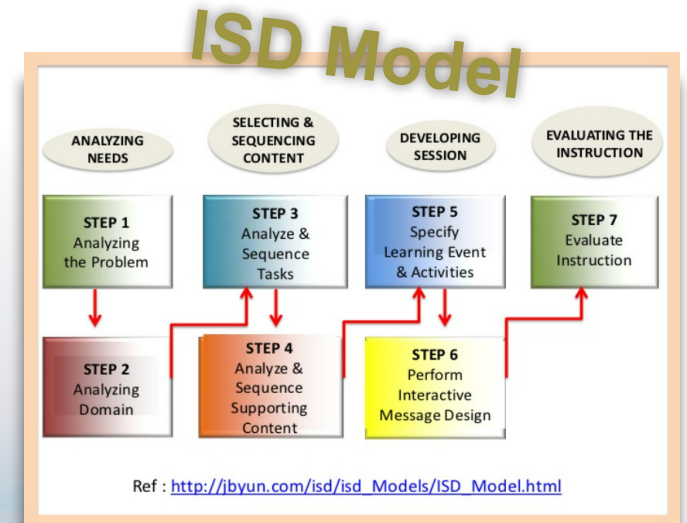 ISD Model
ANALYZING
NEEDS
SELECTING &
SEQUENCING
CONTENT
DEVELOPING
SESSION
EVALUATING THE
INSTRUCTION
STEP 1
Analyzing
the Problem
STEP 3
Analyze &
Sequence
Tasks
STEP 5
Specify
Learning Event
& Activities
STEP 7
Evaluate
Instruction
STEP 2
Analyzing
Domain
STEP 4
Analyze &
Sequence
Supporting
Content
STEP 6
Perform
Interactive
Message Design
Ref : http://jbyun.com/isd/isd_Models/ISD_Model.html